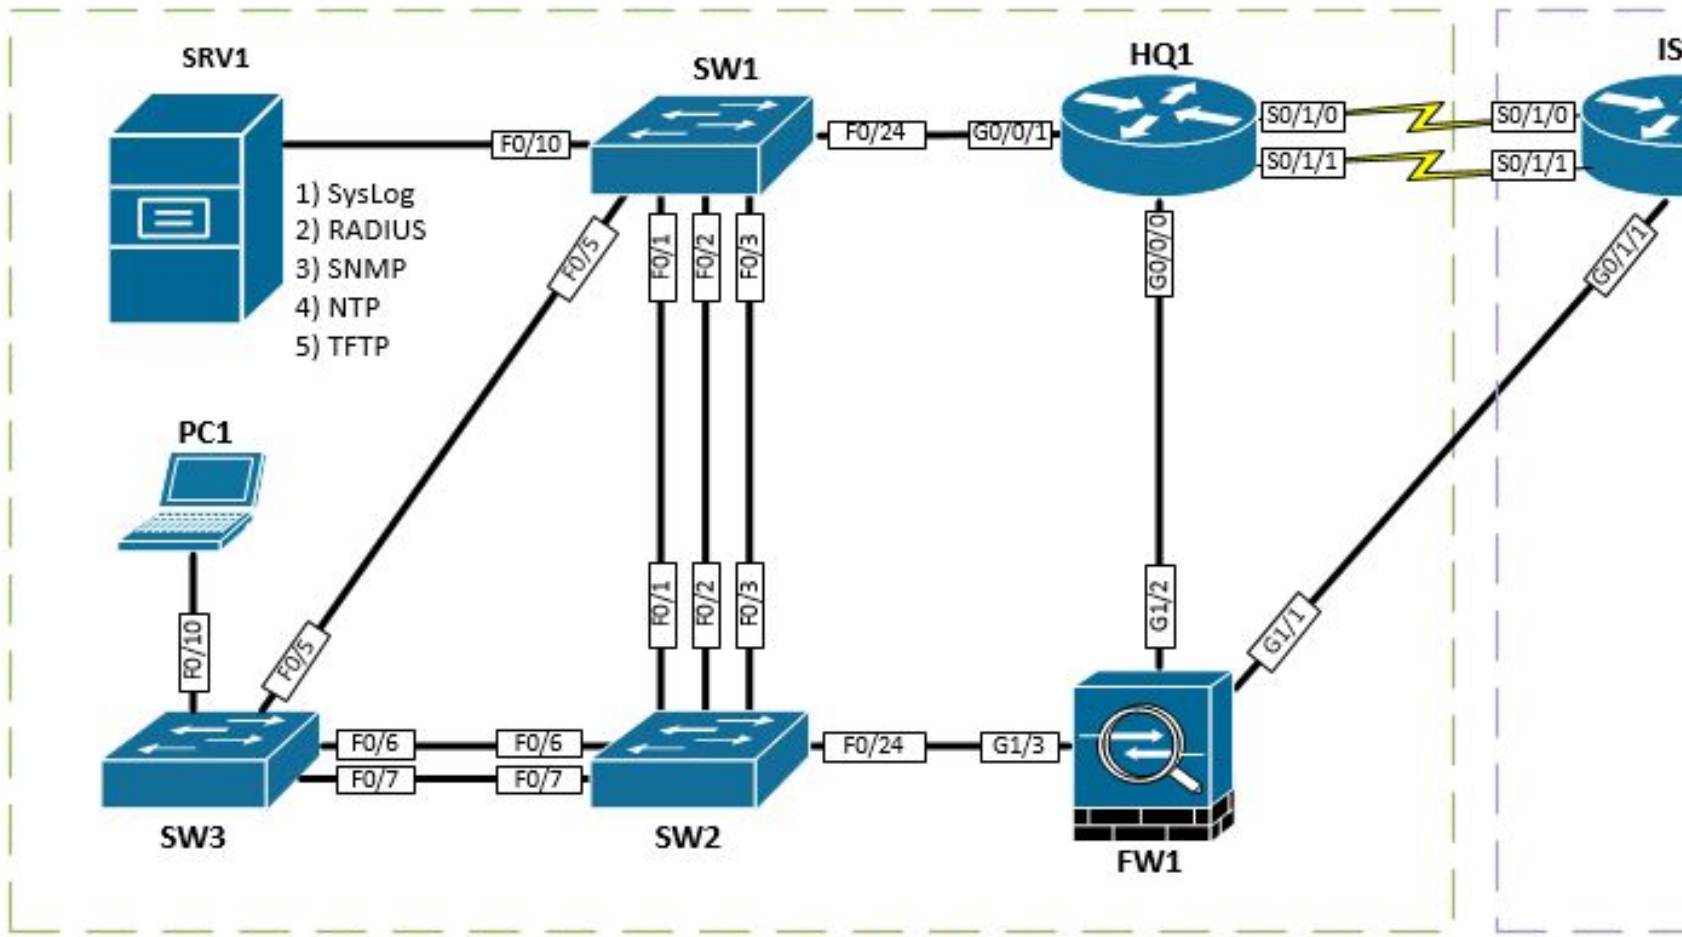 SRV1
SW1
HQ1
IS
F0/10
F0/24
G0/0/1
S0/1/0
S0/1/0
S0/1/1
S0/1/1
1) SysLog
2) RADIUS
3) SNMP
4) NTP
5) TFTP
F0/5
F0/1
F0/2
F0/3
G0/0/0
G0/1/1
PC1
F0/10
F0/5
F0/1
F0/2
F0/3
G1/2
G1/1
F0/6
F0/6
F0/24
G1/3
F0/7
F0/7
SW3
SW2
FW1